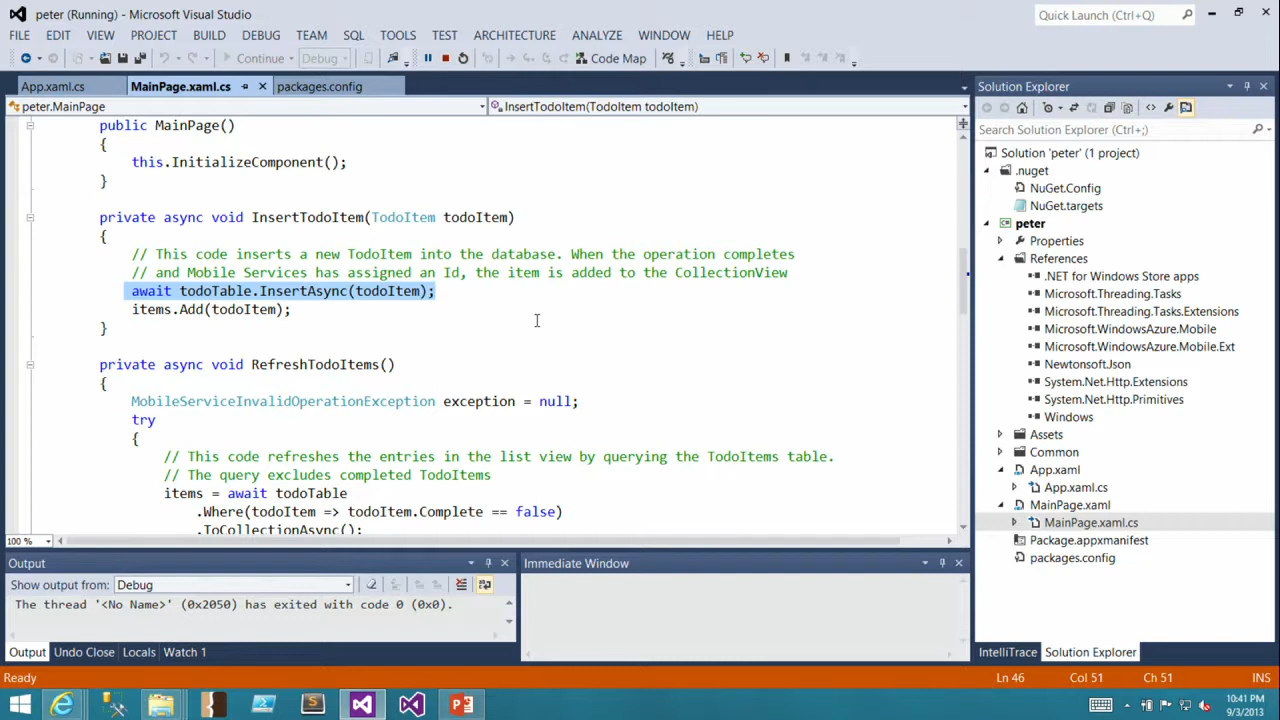 peter (Running) - Microsoft Visual Studio
Quick Launch (Ctrl+Q)
FILE EDIT VIEW PROJECT BUILD DEBUG TEAM SQL TOOLS TEST ARCHITECTURE ANALYZE WINDOW HELP
Continue Debug Code Map
App.xaml.cs MainPage.xaml.cs packages.config
peter.MainPage InsertTodoItem(TodoItem todoItem)
public MainPage()
{
this.InitializeComponent();
}
private async void InsertTodoItem(TodoItem todoItem)
{
// This code inserts a new TodoItem into the database. When the operation completes
// and Mobile Services has assigned an Id, the item is added to the CollectionView
await todoTable.InsertAsync(todoItem);
items.Add(todoItem);
}
private async void RefreshTodoItems()
{
MobileServiceInvalidOperationException exception = null;
try
{
// This code refreshes the entries in the list view by querying the TodoItems table.
// The query excludes completed TodoItems
items = await todoTable
.Where(todoItem => todoItem.Complete == false)
.ToCollectionAsync();
100 %
Solution Explorer
Search Solution Explorer (Ctrl+;)
Solution 'peter' (1 project)
.nuget
NuGet.Config
NuGet.targets
peter
Properties
References
.NET for Windows Store apps
Microsoft.Threading.Tasks
Microsoft.Threading.Tasks.Extensions
Microsoft.WindowsAzure.Mobile
Microsoft.WindowsAzure.Mobile.Ext
Newtonsoft.Json
System.Net.Http.Extensions
System.Net.Http.Primitives
Windows
Assets
Common
App.xaml
App.xaml.cs
MainPage.xaml
MainPage.xaml.cs
Package.appxmanifest
packages.config
IntelliTrace Solution Explorer
Output
Show output from: Debug
The thread '<No Name>' (0x2050) has exited with code 0 (0x0).
Output Undo Close Locals Watch 1
Immediate Window
Ready Ln 46 Col 51 Ch 51 INS
10:41 PM
9/3/2013